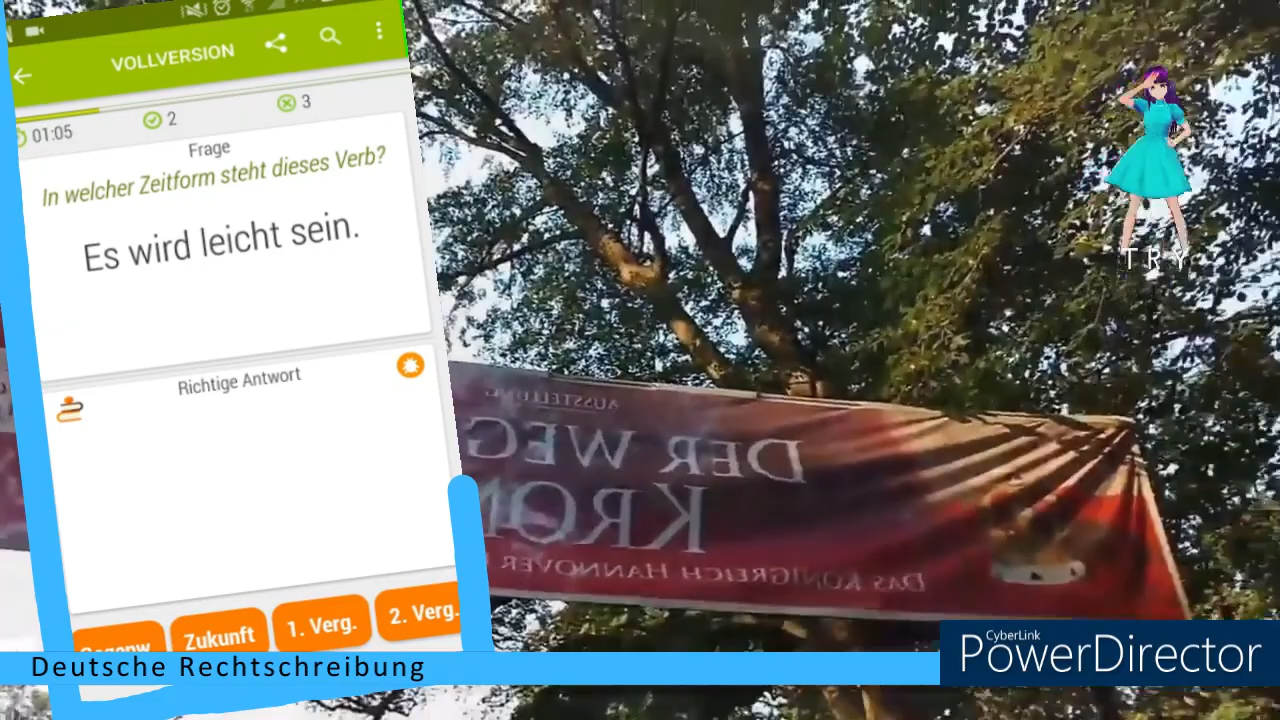 VOLLVERSION
01:05
2
3
Frage
In welcher Zeitform steht dieses Verb?
Es wird leicht sein.
Richtige Antwort
Zukunft
1. Verg.
2. Verg.
Deutsche Rechtschreibung
TRY
AUSSTELLUNG
DER WEG
DAS KÖNIGREICH HANNOVER
CyberLink
PowerDirector